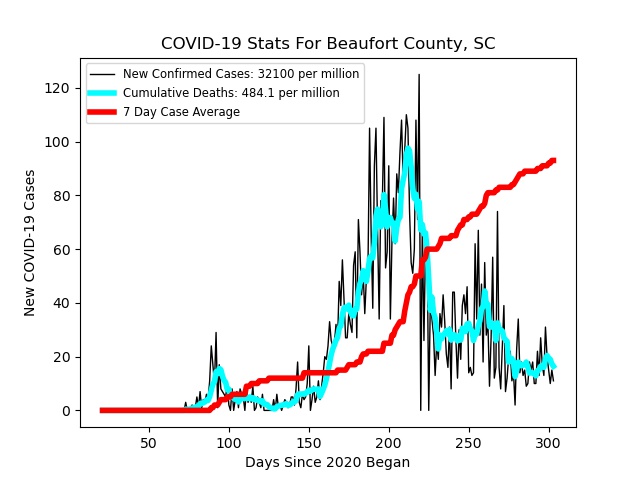 COVID-19 Stats For Beaufort County, SC
New Confirmed Cases: 32100 per million
Cumulative Deaths: 484.1 per million
7 Day Case Average
New COVID-19 Cases
120
100
80
60
40
20
0
50 100 150 200 250 300
Days Since 2020 Began